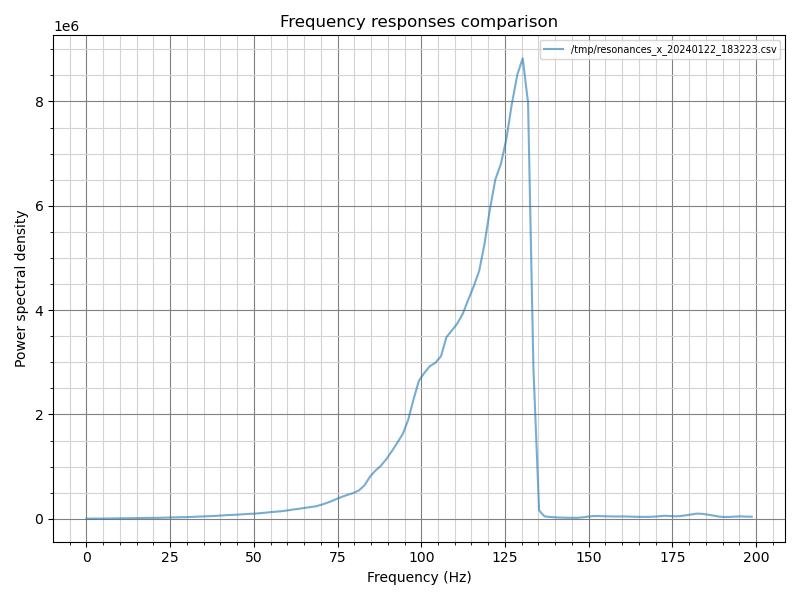 Frequency responses comparison
1e6
/tmp/resonances_x_20240122_183223.csv
8
6
4
2
0
Power spectral density
0 25 50 75 100 125 150 175 200
Frequency (Hz)